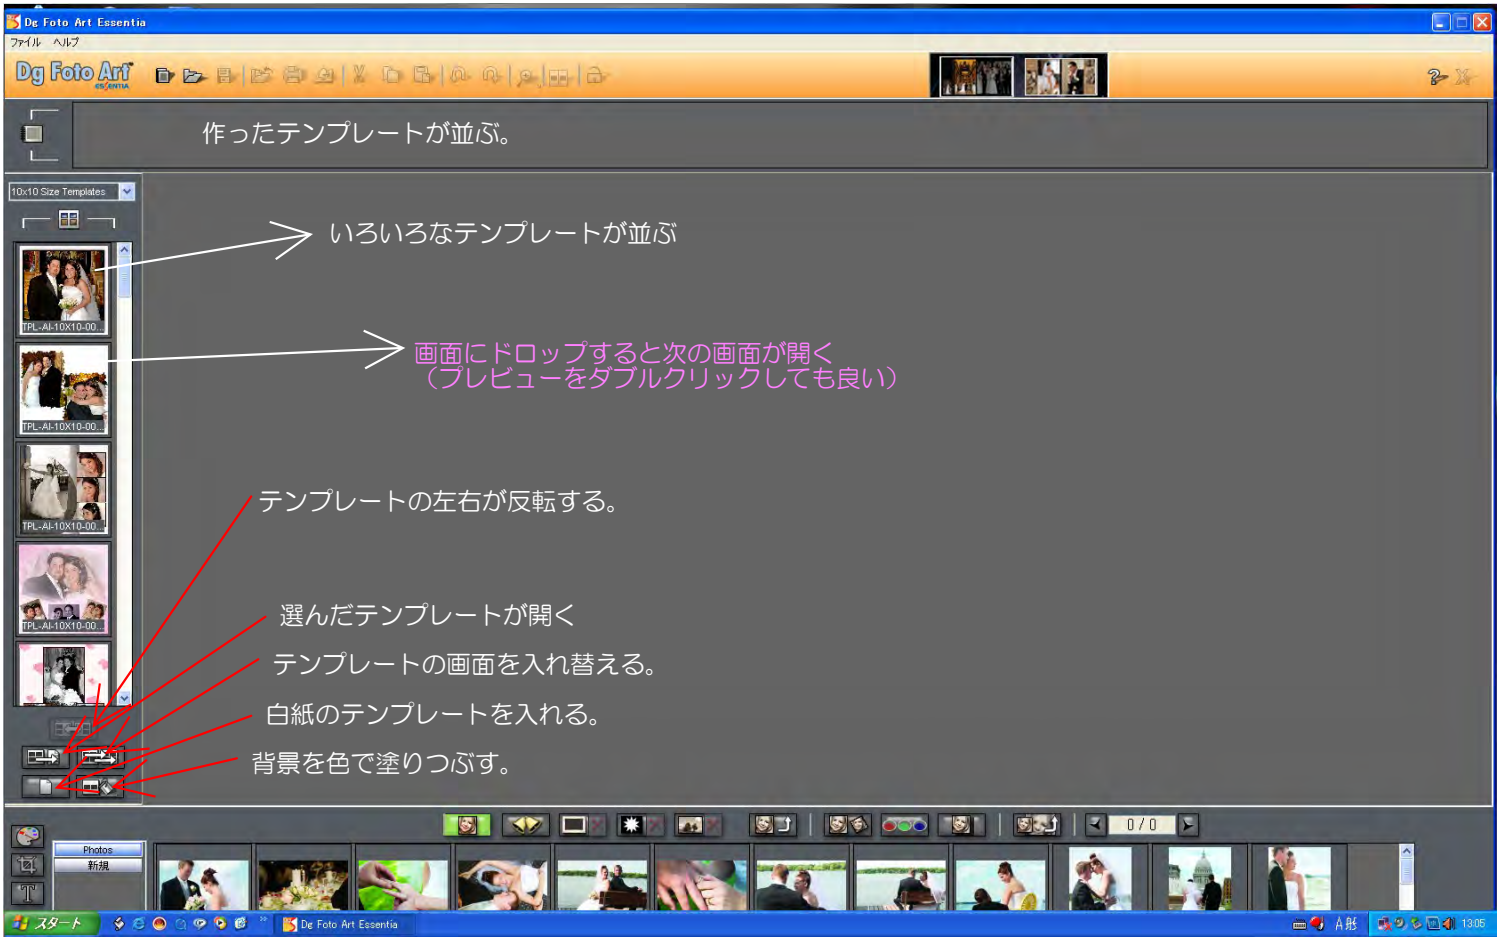 Dg Foto Art Essentia
ファイル ヘルプ
Dg Foto Art
ESSENTIA
作ったテンプレートが並ぶ。
10x10 Size Templates
いろいろなテンプレートが並ぶ
TPL-AI-10X10-00...
画面にドロップすると次の画面が開く
（プレビューをダブルクリックしても良い）
TPL-AI-10X10-00...
テンプレートの左右が反転する。
TPL-AI-10X10-00...
選んだテンプレートが開く
TPL-AI-10X10-00...
テンプレートの画面を入れ替える。
白紙のテンプレートを入れる。
背景を色で塗りつぶす。
0 / 0
Photos
新規
T
スタート
Dg Foto Art Essentia
A 般
13:05